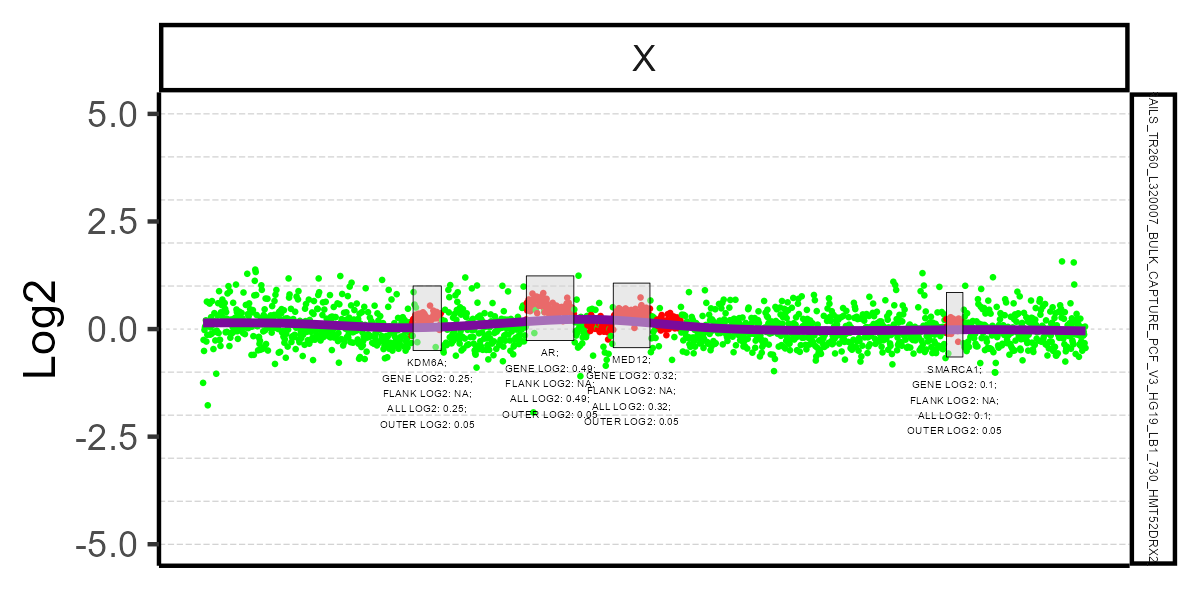 X
Log2
5.0
2.5
0.0
-2.5
-5.0
KDM6A;
GENE LOG2: 0.25;
FLANK LOG2: NA;
ALL LOG2: 0.25;
OUTER LOG2: 0.05
AR;
GENE LOG2: 0.49;
FLANK LOG2: NA;
ALL LOG2: 0.49;
OUTER LOG2: 0.05
MED12;
GENE LOG2: 0.32;
FLANK LOG2: NA;
ALL LOG2: 0.32;
OUTER LOG2: 0.05
SMARCA1;
GENE LOG2: 0.1;
FLANK LOG2: NA;
ALL LOG2: 0.1;
OUTER LOG2: 0.05
AILS_TR260_L320007_BULK_CAPTURE_PCF_V3_HG19_LB1_730_HMT52DRX2